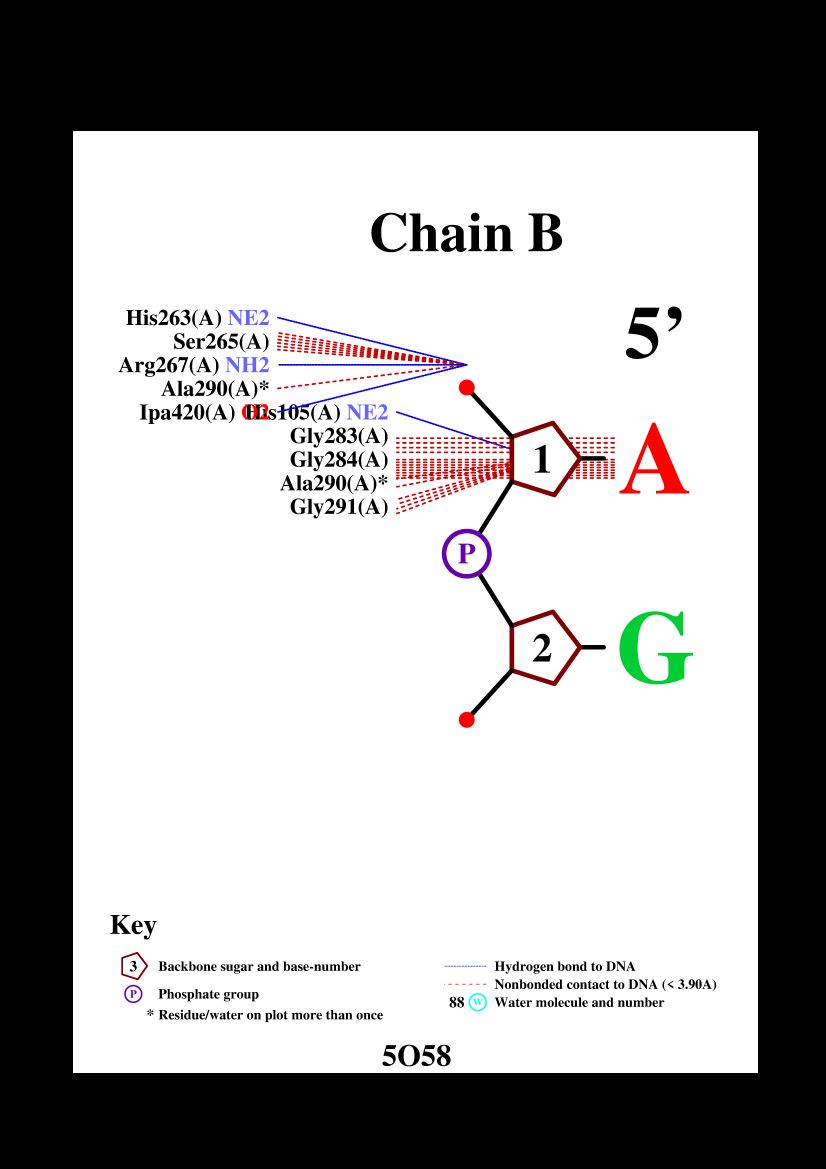 Chain B
5’
His263(A) NE2
Ser265(A)
Arg267(A) NH2
Ala290(A)*
Ipa420(A) O2
His105(A) NE2
Gly283(A)
Gly284(A)
Ala290(A)*
Gly291(A)
1
A
P
2
G
Key
3 Backbone sugar and base-number
P Phosphate group
* Residue/water on plot more than once
Hydrogen bond to DNA
Nonbonded contact to DNA (< 3.90A)
88 W Water molecule and number
5O58